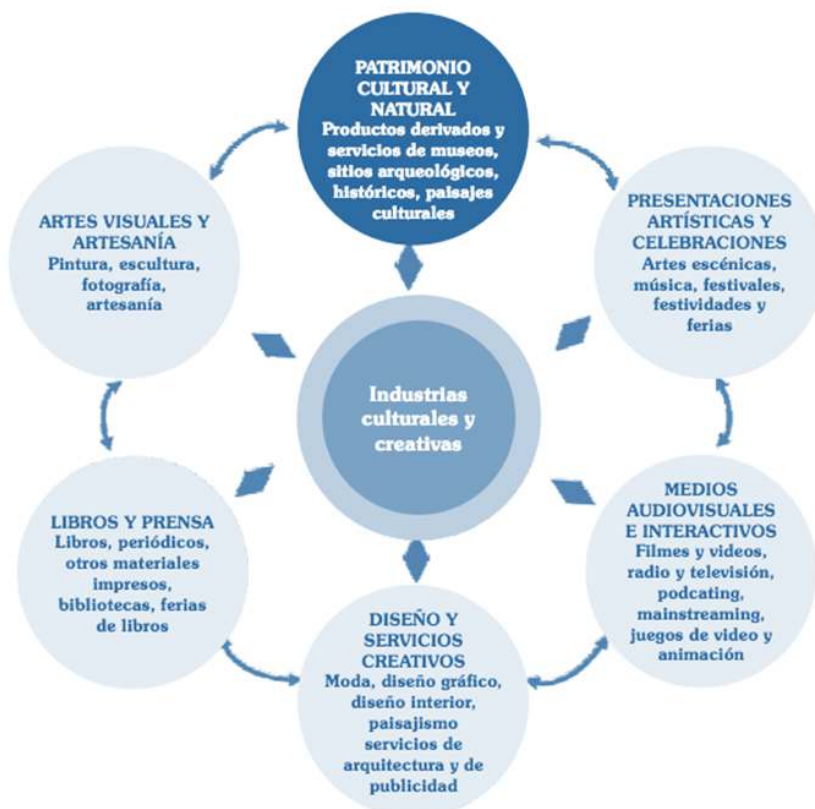 PATRIMONIO
CULTURAL Y
NATURAL
Productos derivados y
servicios de museos,
sitios arqueológicos,
históricos, paisajes
culturales
PRESENTACIONES
ARTÍSTICAS Y
CELEBRACIONES
Artes escénicas,
música, festivales,
festividades y
ferias
MEDIOS
AUDIOVISUALES
E INTERACTIVOS
Filmes y videos,
radio y televisión,
podcating,
mainstreaming,
juegos de video y
animación
DISEÑO Y
SERVICIOS
CREATIVOS
Moda, diseño gráfico,
diseño interior,
paisajismo
servicios de
arquitectura y de
publicidad
LIBROS Y PRENSA
Libros, periódicos,
otros materiales
impresos,
bibliotecas, ferias
de libros
ARTES VISUALES Y
ARTESANÍA
Pintura, escultura,
fotografía,
artesanía
Industrias
culturales y
creativas